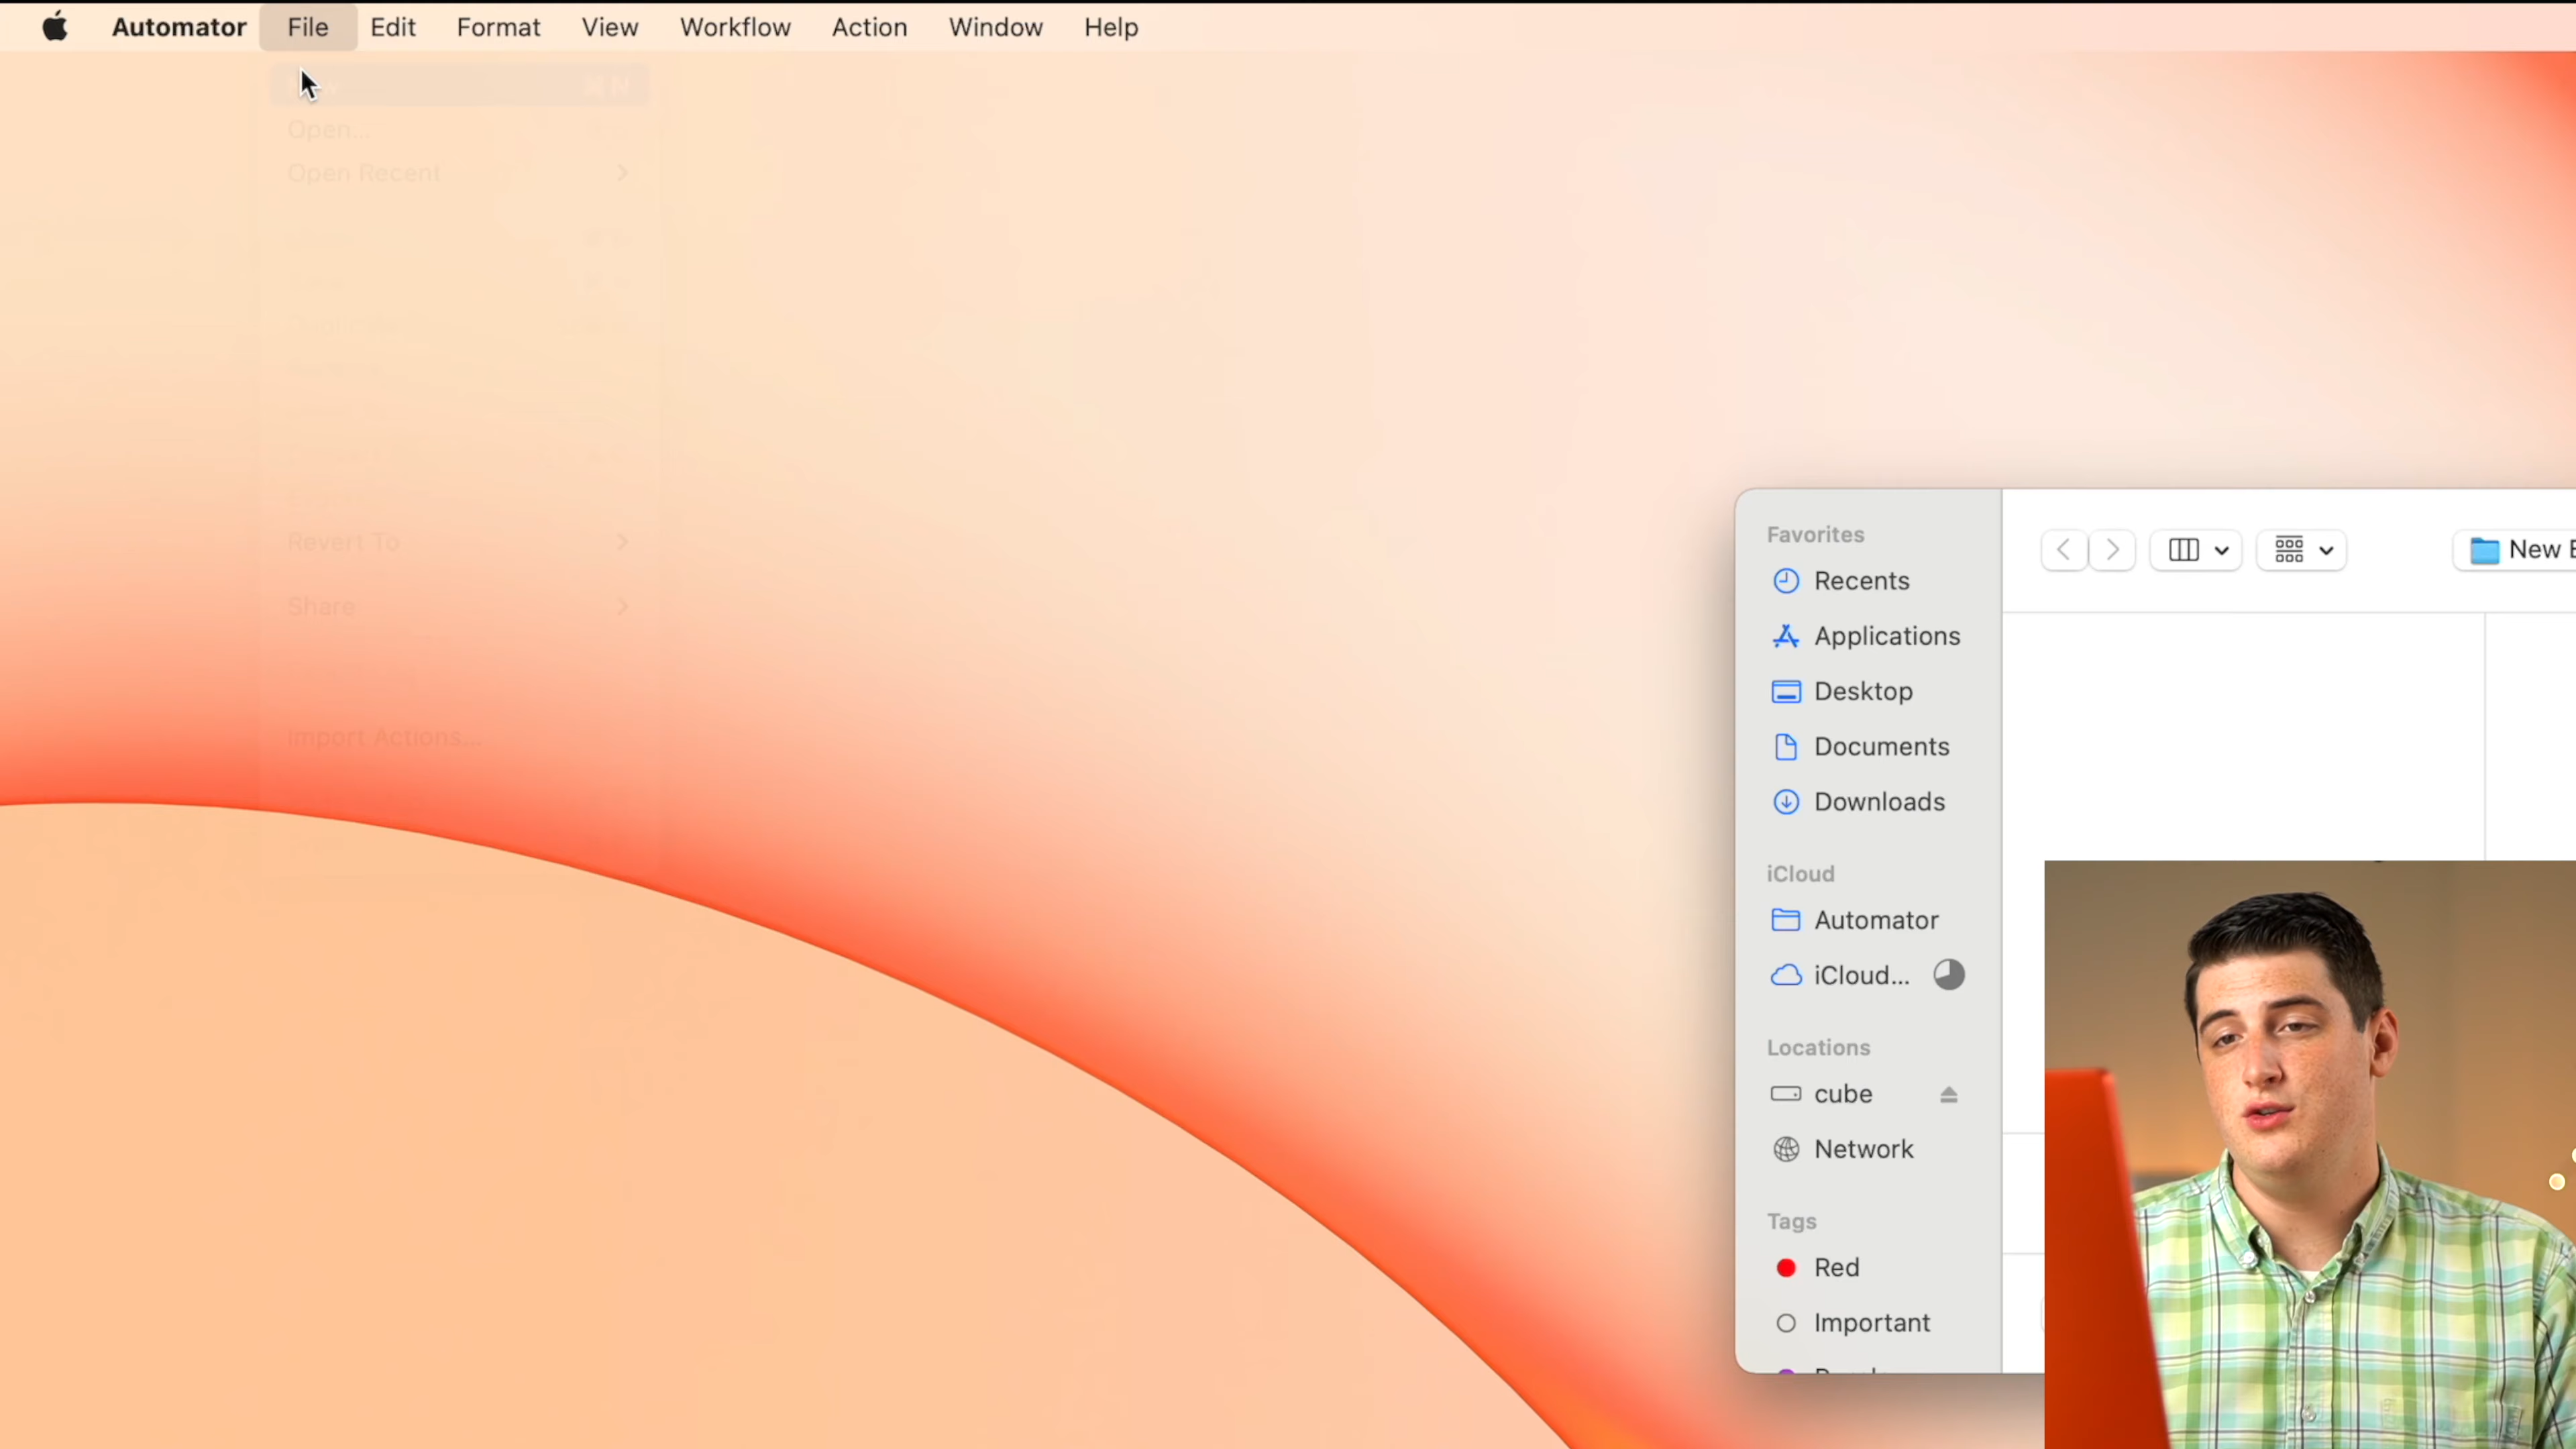 Automator File Edit Format View Workflow Action Window Help
Open...
Open Recent
Revert To
Share
Import Actions...
Favorites
Recents
Applications
Desktop
Documents
Downloads
iCloud
Automator
iCloud...
Locations
cube
Network
Tags
Red
Important
New